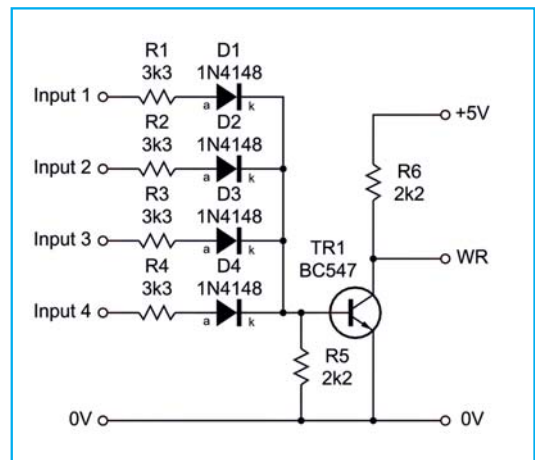 R1
3k3
D1
1N4148
Input 1
a
k
R2
3k3
D2
1N4148
Input 2
a
k
R3
3k3
D3
1N4148
Input 3
a
k
R4
3k3
D4
1N4148
Input 4
a
k
+5V
R6
2k2
TR1
BC547
WR
R5
2k2
0V
0V